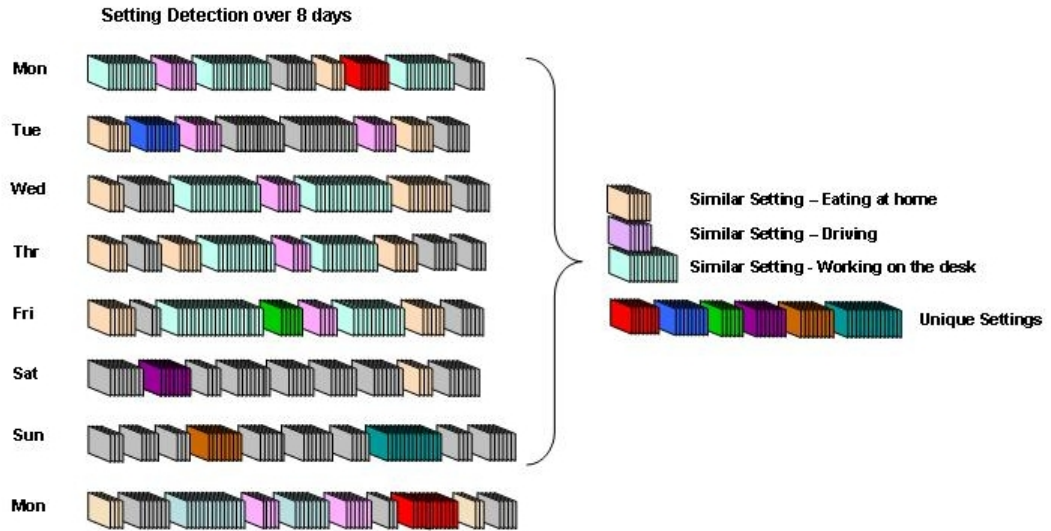 Setting Detection over 8 days
Mon
Tue
Wed
Thr
Fri
Sat
Sun
Mon
Similar Setting – Eating at home
Similar Setting – Driving
Similar Setting - Working on the desk
Unique Settings